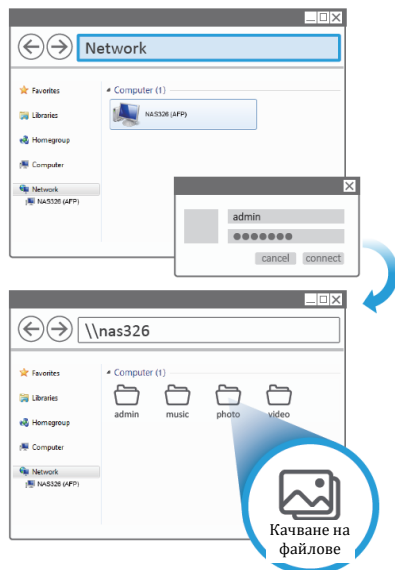 Network
Favorites
Computer (1)
NAS326 (AFP)
Libraries
Homegroup
Computer
Network
NAS326 (AFP)
admin
●●●●●●●
cancel connect
\\nas326
Favorites
Computer (1)
Libraries
admin music photo video
Homegroup
Computer
Network
NAS326 (AFP)
Качване на
файлове